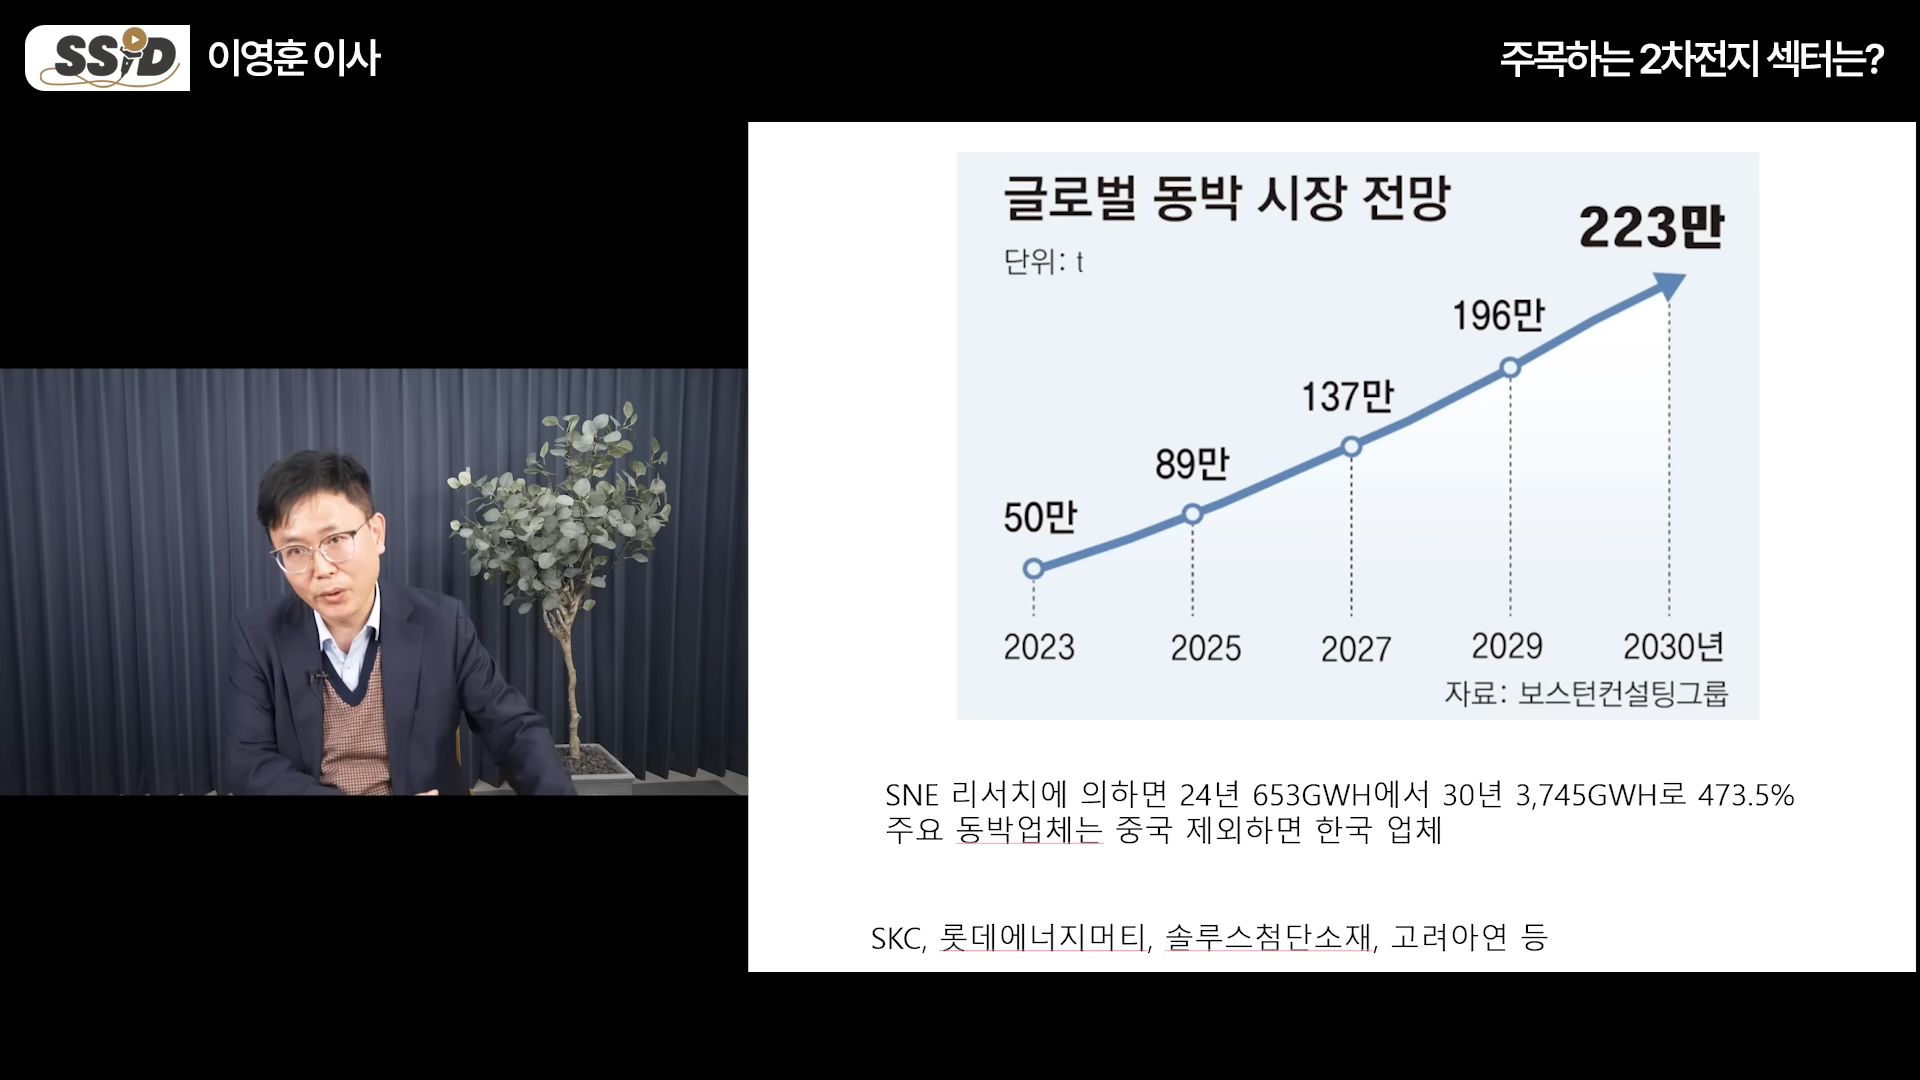 SSiD 이영훈 이사
주목하는 2차전지 섹터는?
글로벌 동박 시장 전망
단위: t
223만
196만
137만
89만
50만
2023 2025 2027 2029 2030년
자료: 보스턴컨설팅그룹
SNE 리서치에 의하면 24년 653GWH에서 30년 3,745GWH로 473.5%
주요 동박업체는 중국 제외하면 한국 업체
SKC, 롯데에너지머티, 솔루스첨단소재, 고려아연 등